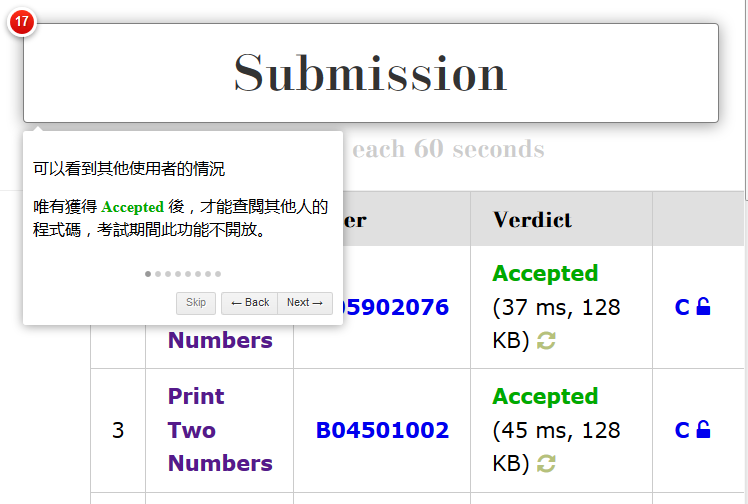 17
Submission
each 60 seconds
可以看到其他使用者的情況
唯有獲得 Accepted 後，才能查閱其他人的
程式碼，考試期間此功能不開放。
Skip
← Back
Next →
er
Verdict
Numbers
5902076
Accepted
(37 ms, 128
KB)
C
3
Print
Two
Numbers
B04501002
Accepted
(45 ms, 128
KB)
C